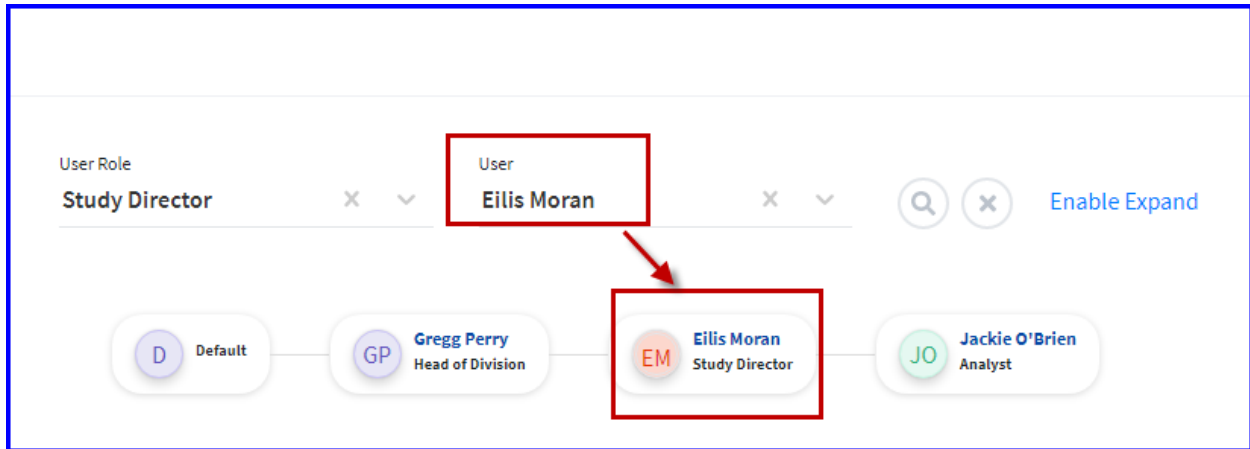 User Role
User
Study Director
Eilis Moran
Enable Expand
D
Default
GP
Gregg Perry
Head of Division
EM
Eilis Moran
Study Director
JO
Jackie O'Brien
Analyst